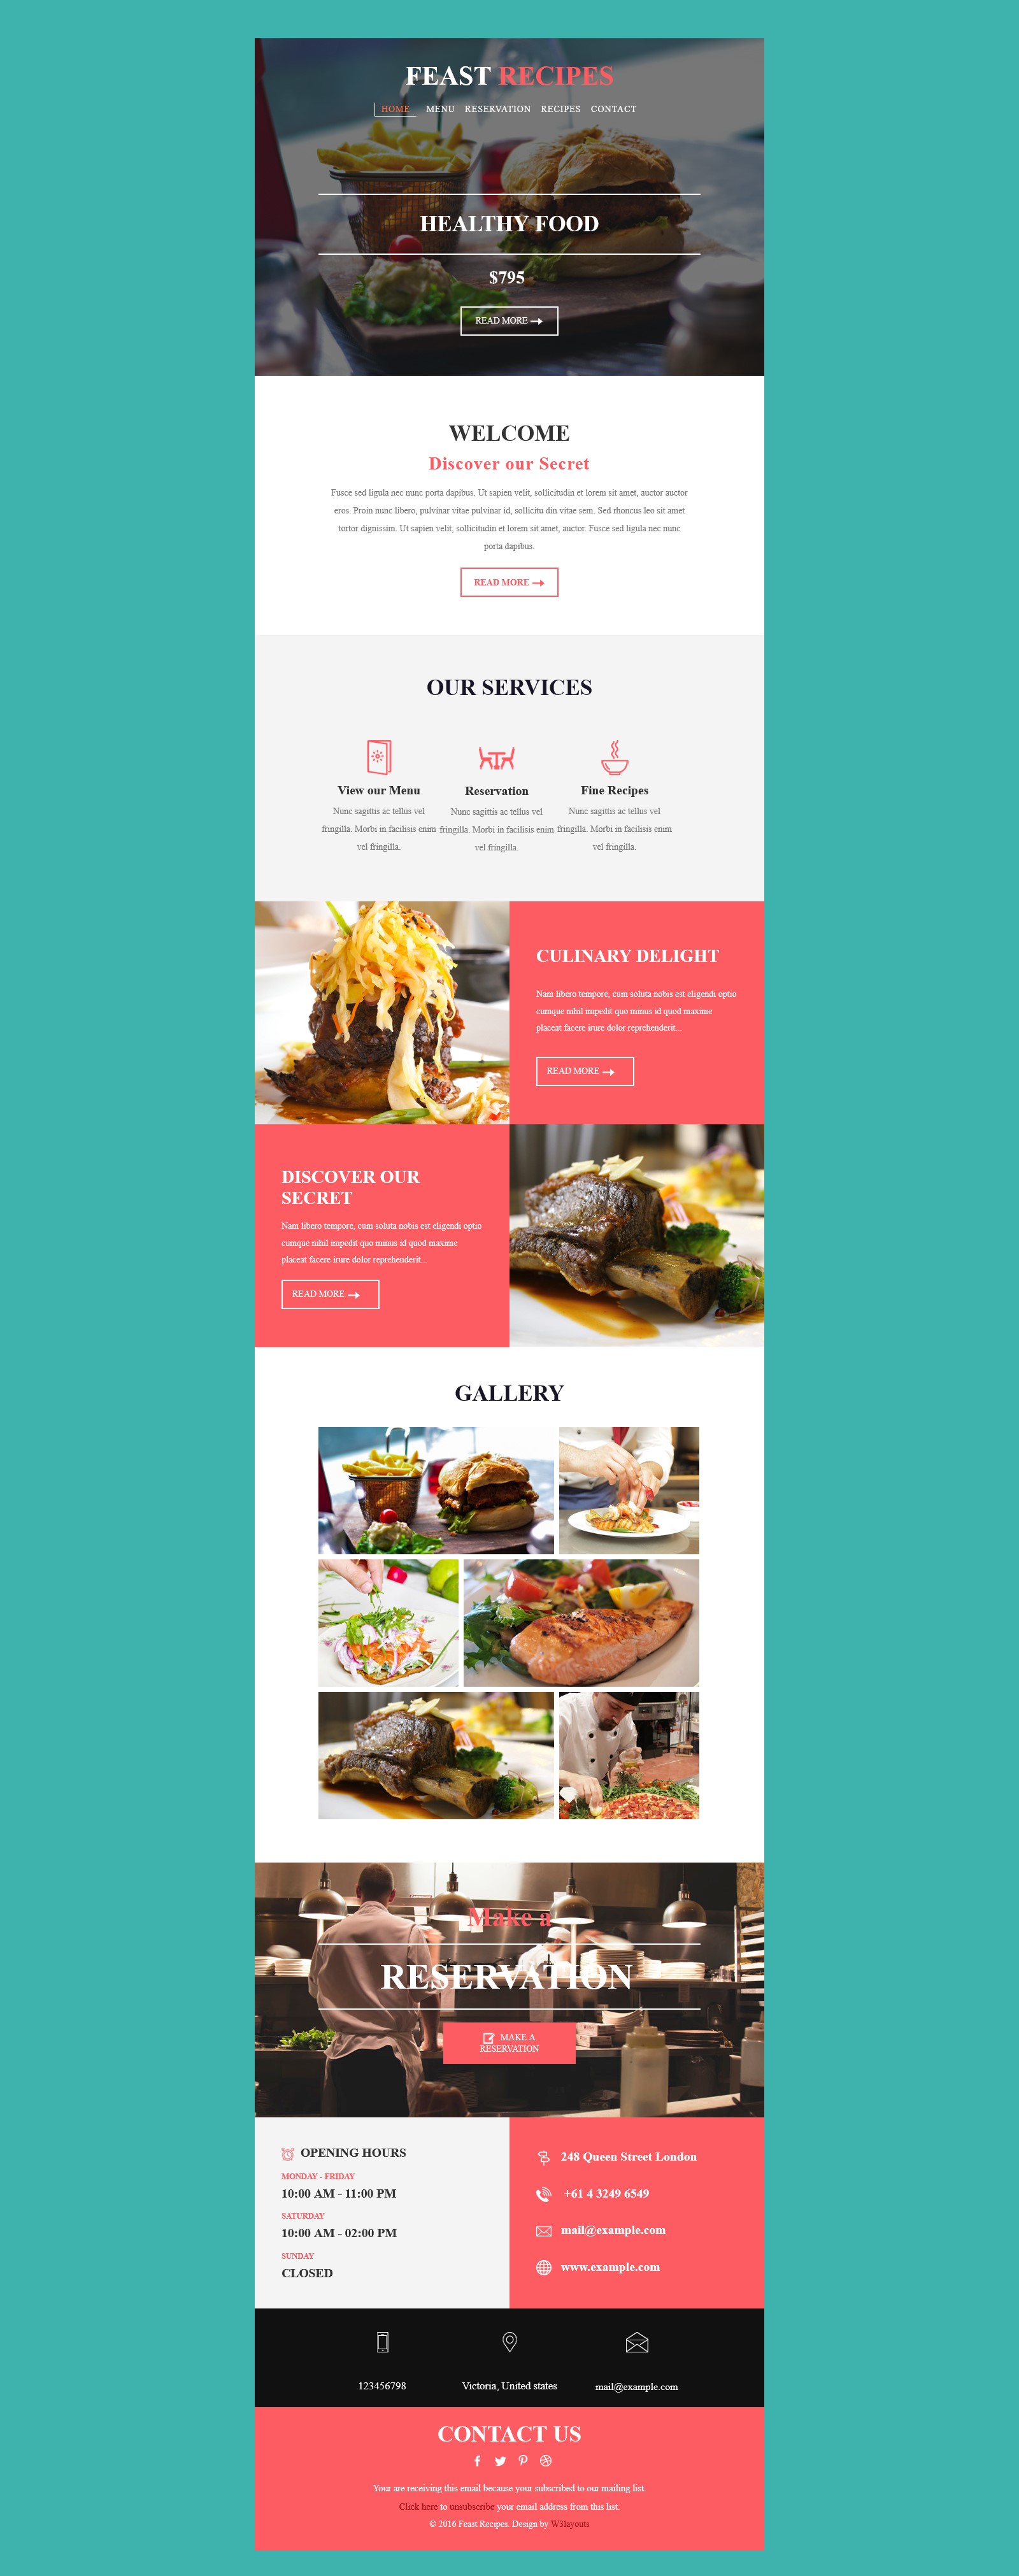 FEAST RECIPES
HOME MENU RESERVATION RECIPES CONTACT
HEALTHY FOOD
$795
READ MORE
WELCOME
Discover our Secret
Fusce sed ligula nec nunc porta dapibus. Ut sapien velit, sollicitudin et lorem sit amet, auctor auctor
eros. Proin nunc libero, pulvinar vitae pulvinar id, sollicitu din vitae sem. Sed rhoncus leo sit amet
tortor dignissim. Ut sapien velit, sollicitudin et lorem sit amet, auctor. Fusce sed ligula nec nunc
porta dapibus.
READ MORE
OUR SERVICES
View our Menu
Nunc sagittis ac tellus vel
fringilla. Morbi in facilisis enim
vel fringilla.
Reservation
Nunc sagittis ac tellus vel
fringilla. Morbi in facilisis enim
vel fringilla.
Fine Recipes
Nunc sagittis ac tellus vel
fringilla. Morbi in facilisis enim
vel fringilla.
CULINARY DELIGHT
Nam libero tempore, cum soluta nobis est eligendi optio
cumque nihil impedit quo minus id quod maxime
placeat facere irure dolor reprehenderit...
READ MORE
DISCOVER OUR
SECRET
Nam libero tempore, cum soluta nobis est eligendi optio
cumque nihil impedit quo minus id quod maxime
placeat facere irure dolor reprehenderit...
READ MORE
GALLERY
Make a
RESERVATION
MAKE A
RESERVATION
OPENING HOURS
MONDAY - FRIDAY
10:00 AM - 11:00 PM
SATURDAY
10:00 AM - 02:00 PM
SUNDAY
CLOSED
248 Queen Street London
+61 4 3249 6549
mail@example.com
www.example.com
123456798
Victoria, United states
mail@example.com
CONTACT US
Your are receiving this email because your subscribed to our mailing list.
Click here to unsubscribe your email address from this list.
© 2016 Feast Recipes. Design by W3layouts